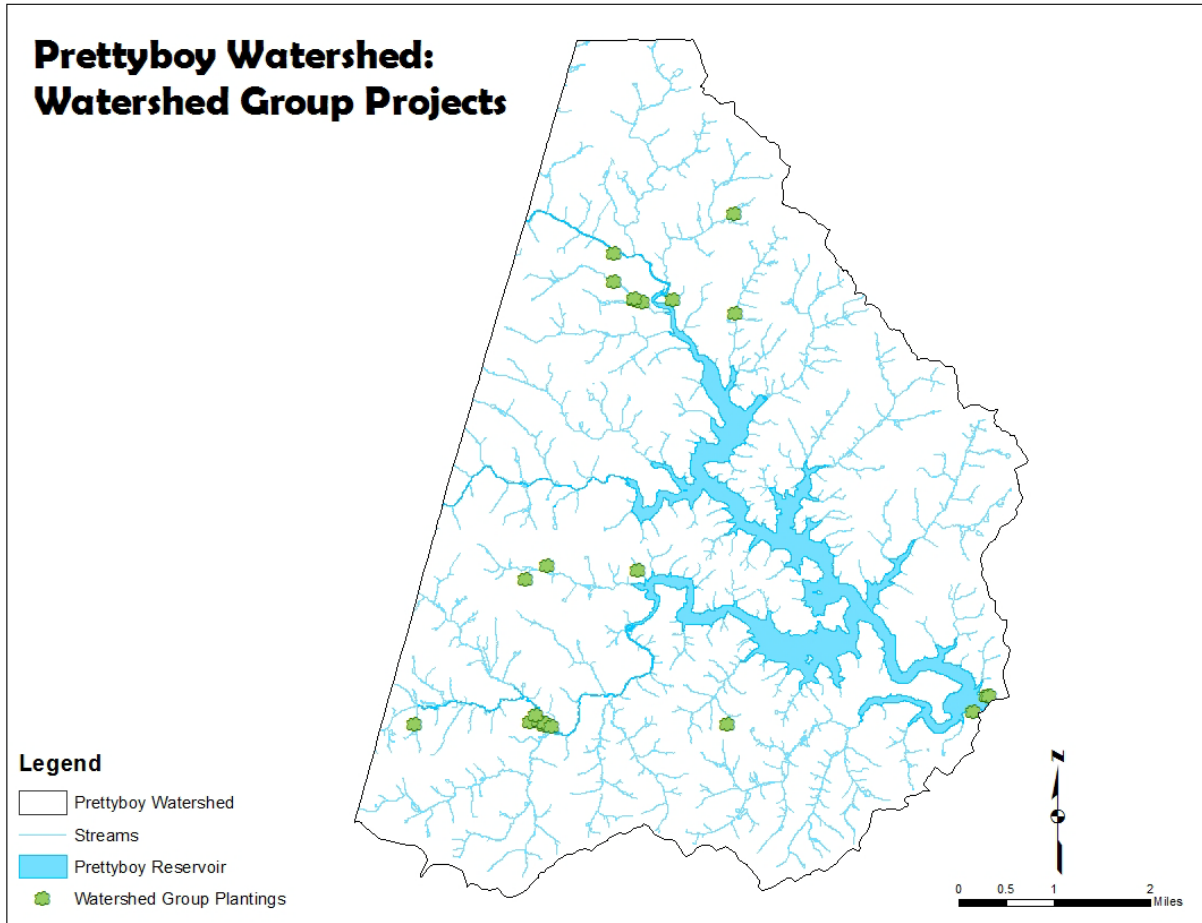 Prettyboy Watershed:
Watershed Group Projects
Legend
Prettyboy Watershed
Streams
Prettyboy Reservoir
Watershed Group Plantings
N
0 0.5 1 2
Miles